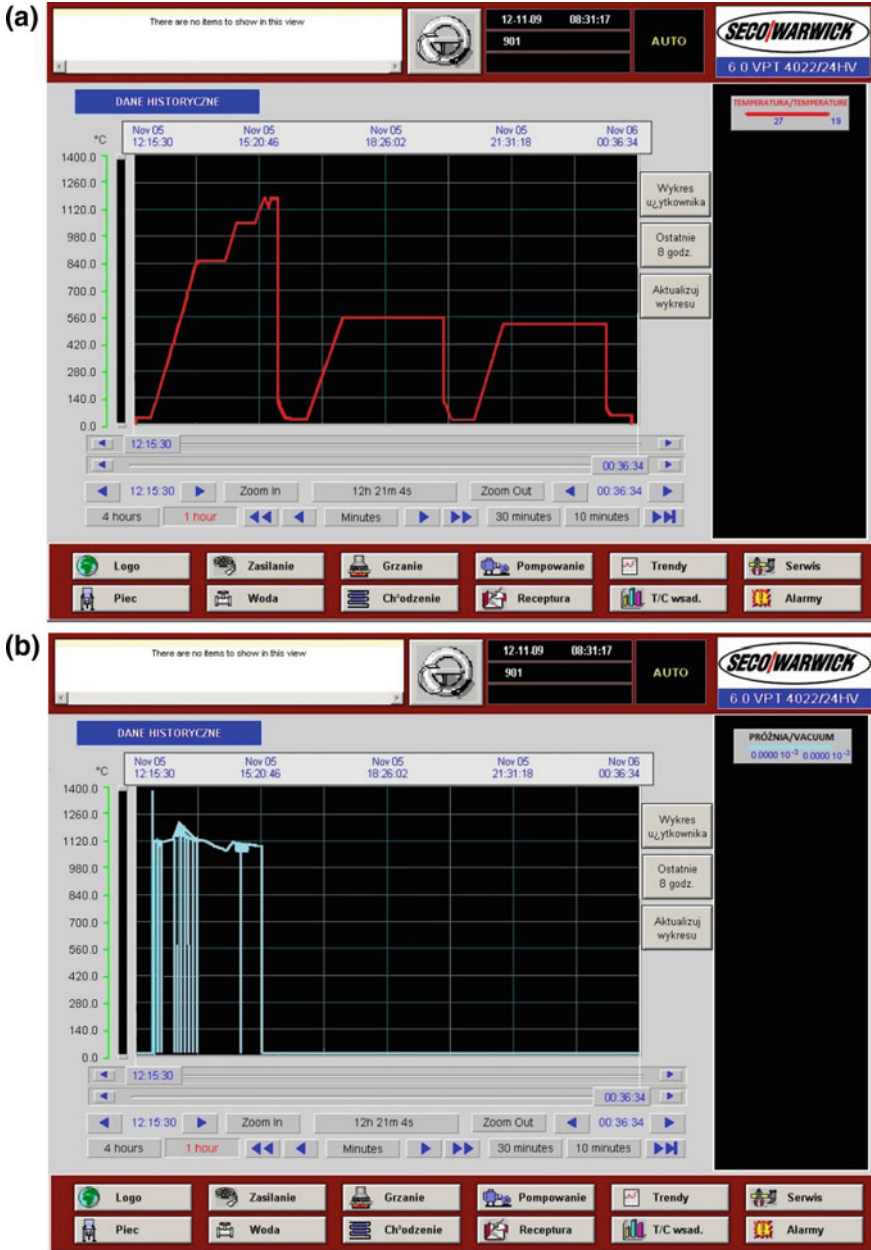 (a)
There are no items to show in this view
12-11-09 08:31:17
901
AUTO
SECO/WARWICK
6.0 VPT 4022/24HV
DANE HISTORYCZNE
TEMPERATURA/TEMPERATURE
27 19
°C
Nov 05 Nov 05 Nov 05 Nov 05 Nov 06
12:15:30 15:20:46 18:26:02 21:31:18 00:36:34
1400.0
1260.0
1120.0
980.0
840.0
700.0
560.0
420.0
280.0
140.0
0.0
Wykres
u¿ytkownika
Ostatnie
8 godz.
Aktualizuj
wykresu
12:15:30
00:36:34
12:15:30 Zoom In 12h 21m 4s Zoom Out 00:36:34
4 hours 1 hour Minutes 30 minutes 10 minutes
Logo Zasilanie Grzanie Pompowanie Trendy Serwis
Piec Woda Ch³odzenie Receptura T/C wsad. Alarmy
(b)
There are no items to show in this view
12-11-09 08:31:17
901
AUTO
SECO/WARWICK
6.0 VPT 4022/24HV
DANE HISTORYCZNE
PRÓŻNIA/VACUUM
0.0000 10⁻³ 0.0000 10⁻³
°C
Nov 05 Nov 05 Nov 05 Nov 05 Nov 06
12:15:30 15:20:46 18:26:02 21:31:18 00:36:34
1400.0
1260.0
1120.0
980.0
840.0
700.0
560.0
420.0
280.0
140.0
0.0
Wykres
u¿ytkownika
Ostatnie
8 godz.
Aktualizuj
wykresu
12:15:30
00:36:34
12:15:30 Zoom In 12h 21m 4s Zoom Out 00:36:34
4 hours 1 hour Minutes 30 minutes 10 minutes
Logo Zasilanie Grzanie Pompowanie Trendy Serwis
Piec Woda Ch³odzenie Receptura T/C wsad. Alarmy